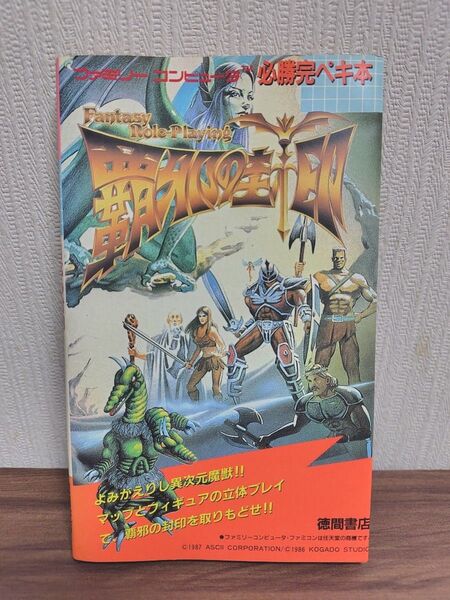 ファミリー コンピュータ™ 必勝完ペキ本
Fantasy
Role-Playing
覇邪の封印
よみがえりし異次元魔獣!!
マップとフィギュアの立体プレイ
で、覇邪の封印を取りもどせ!!
徳間書店
●ファミリーコンピュータ・ファミコンは任天堂の商標です。
©1987 ASCII CORPORATION/©1986 KOGADO STUDIO